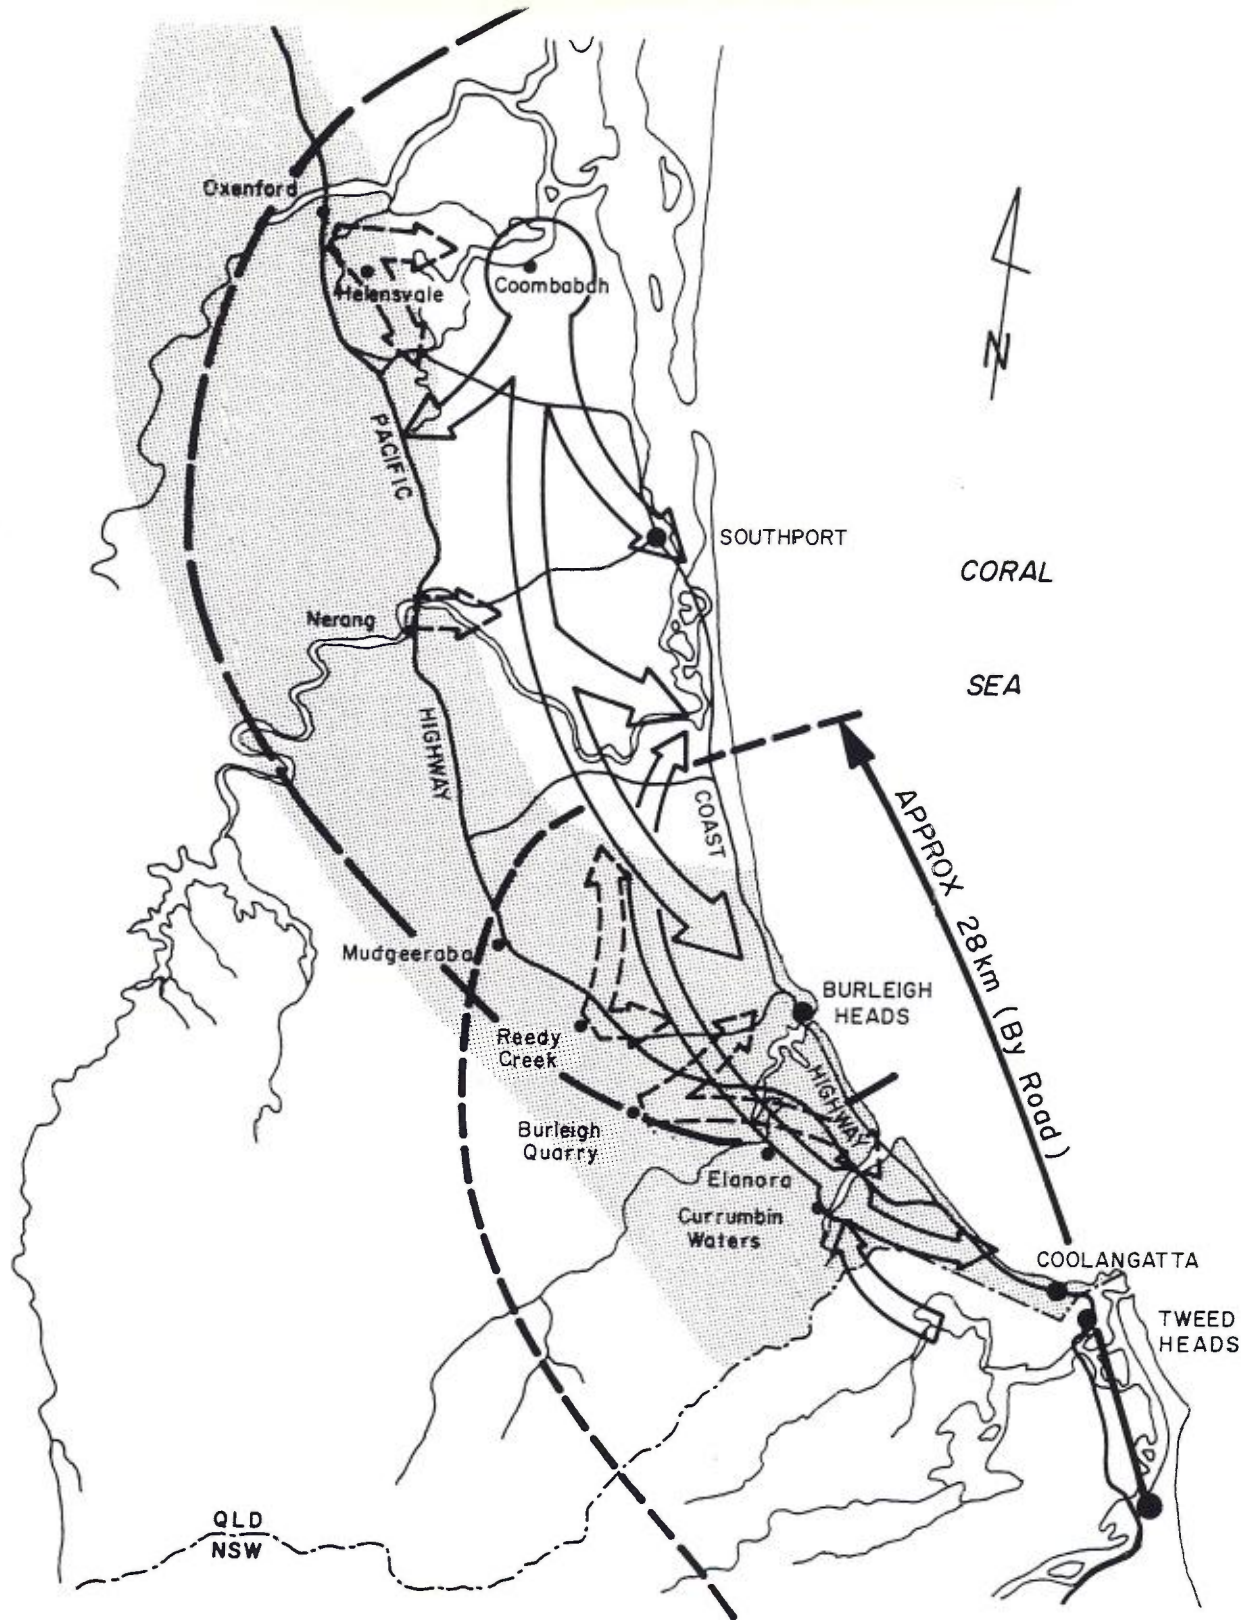 Oxenford
Helensvale
Coombabah
N
PACIFIC
SOUTHPORT
CORAL
Nerang
SEA
HIGHWAY
COAST
APPROX 28km (By Road)
Mudgeeraba
BURLEIGH
HEADS
Reedy
Creek
HIGHWAY
Burleigh
Quarry
Elanora
Currumbin
Waters
COOLANGATTA
TWEED
HEADS
QLD
NSW